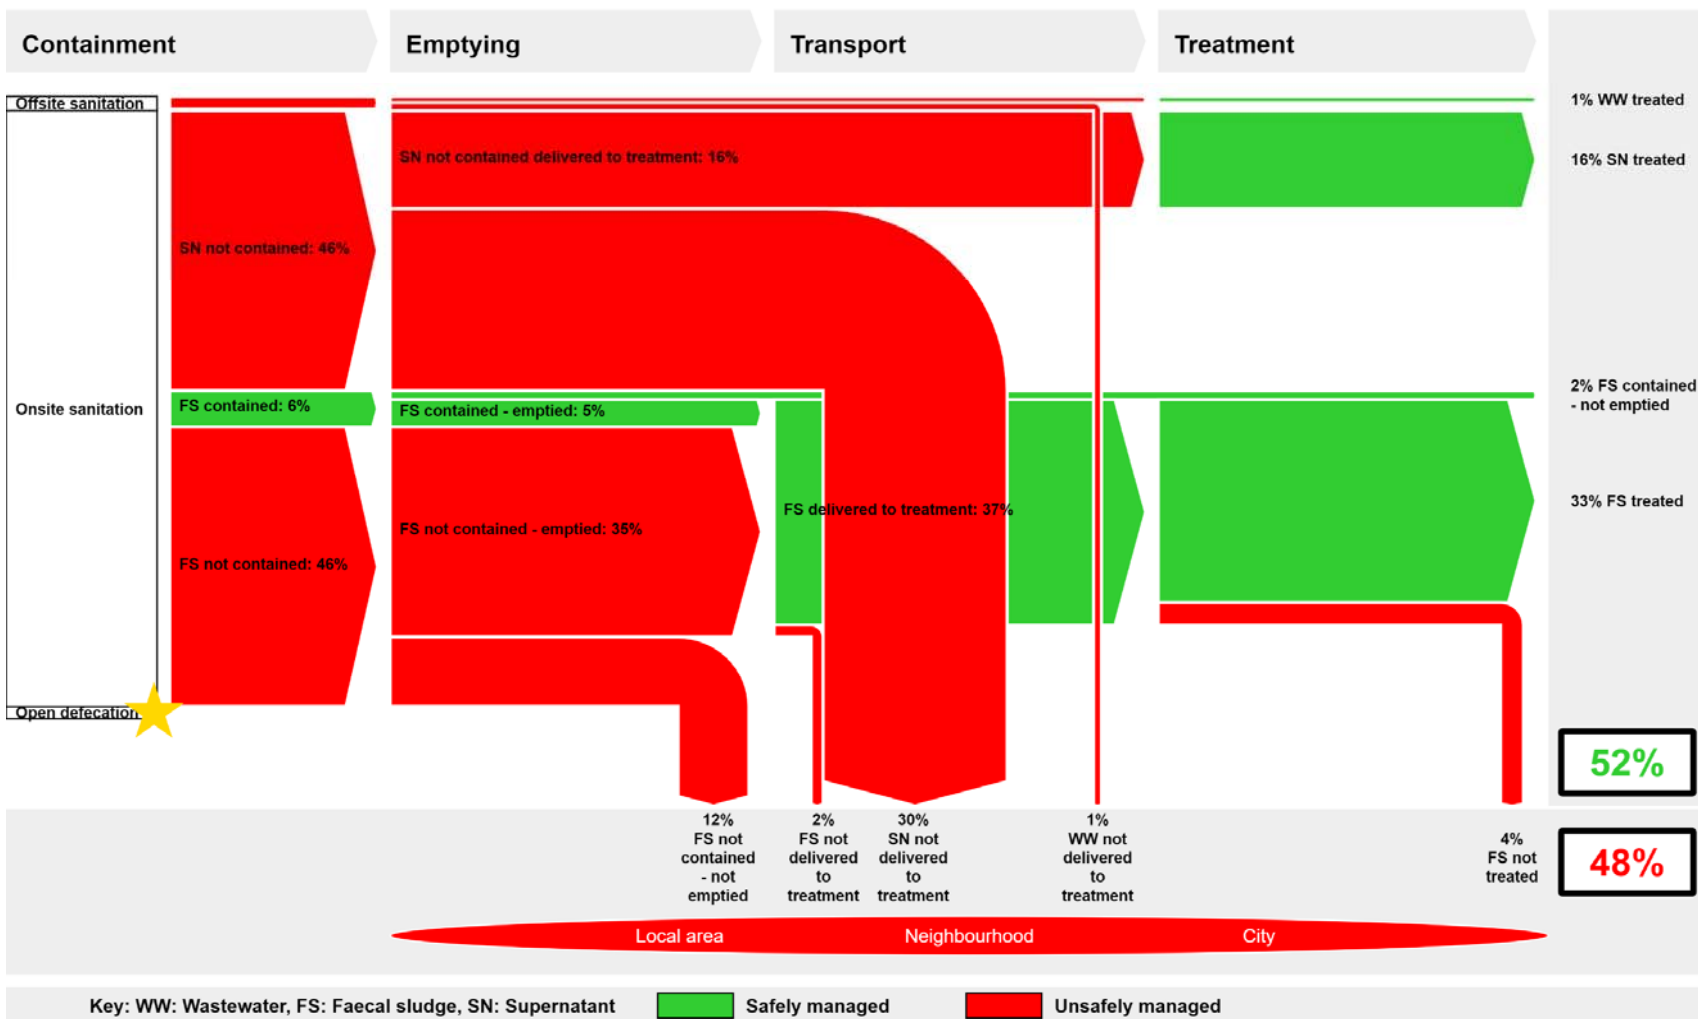 Containment
Emptying
Transport
Treatment
Offsite sanitation
Onsite sanitation
Open defecation
SN not contained: 46%
FS contained: 6%
FS not contained: 46%
SN not contained delivered to treatment: 16%
FS contained - emptied: 5%
FS not contained - emptied: 35%
FS delivered to treatment: 37%
1% WW treated
16% SN treated
2% FS contained
- not emptied
33% FS treated
52%
12%
FS not
contained
- not
emptied
2%
FS not
delivered
to
treatment
30%
SN not
delivered
to
treatment
1%
WW not
delivered
to
treatment
4%
FS not
treated
48%
Local area
Neighbourhood
City
Key: WW: Wastewater, FS: Faecal sludge, SN: Supernatant
Safely managed
Unsafely managed